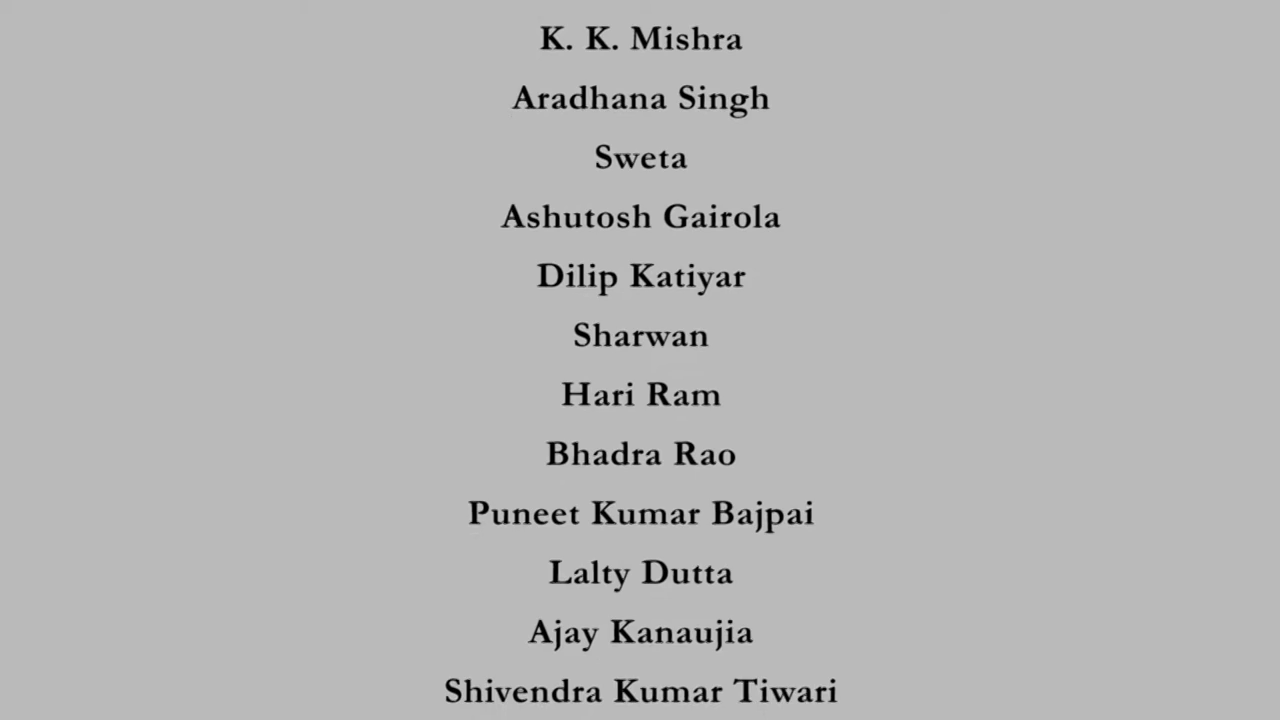 K. K. Mishra
Aradhana Singh
Sweta
Ashutosh Gairola
Dilip Katiyar
Sharwan
Hari Ram
Bhadra Rao
Puneet Kumar Bajpai
Lalty Dutta
Ajay Kanaujia
Shivendra Kumar Tiwari